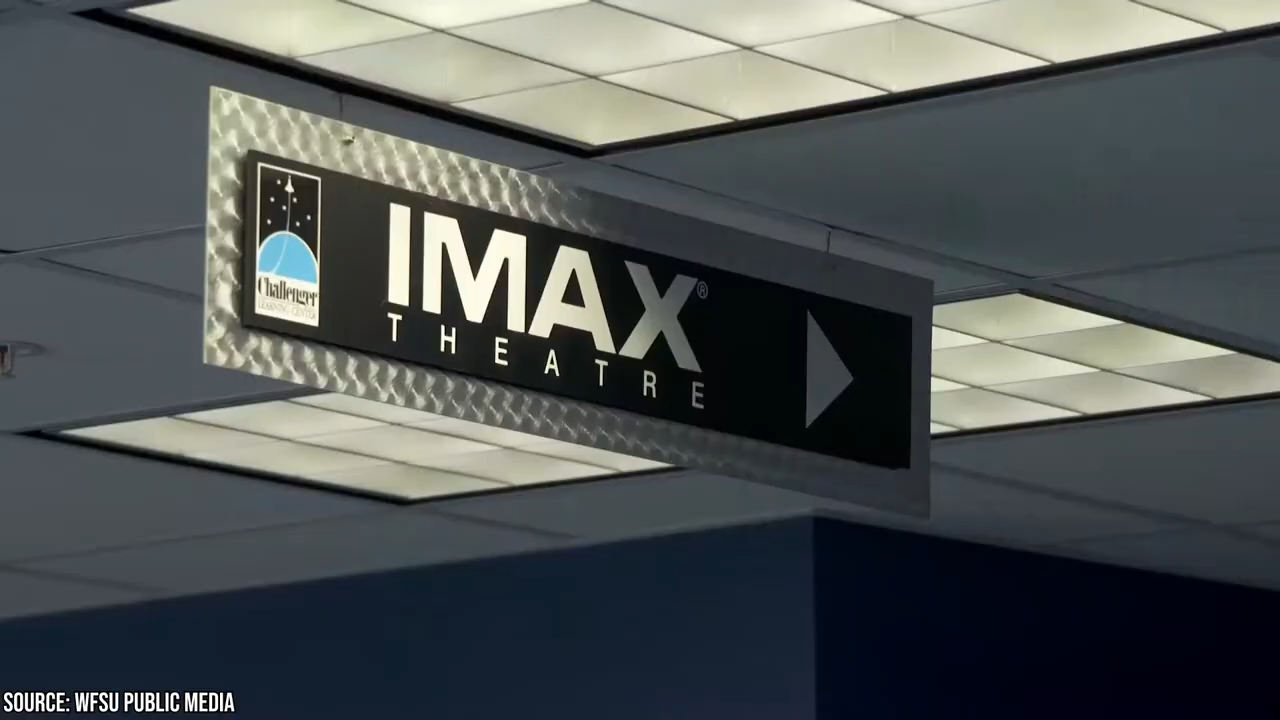 IMAX®
THEATRE
Challenger
LEARNING CENTER
SOURCE: WFSU PUBLIC MEDIA